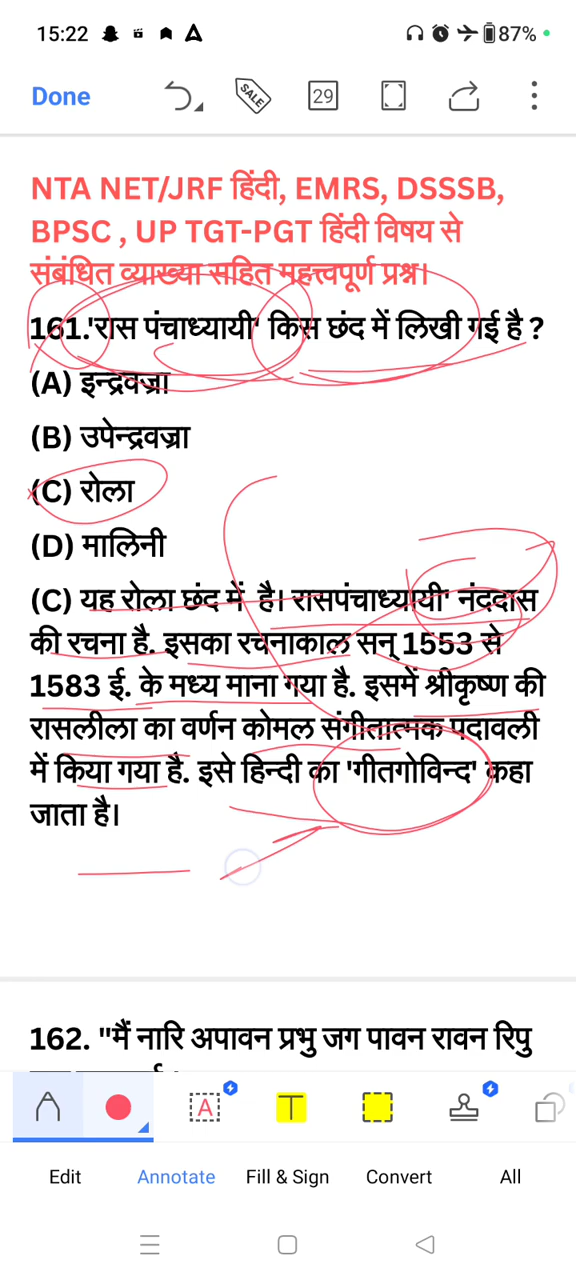 15:22
87%
Done
SALE
29
NTA NET/JRF हिंदी, EMRS, DSSSB,
BPSC , UP TGT-PGT हिंदी विषय से
संबंधित व्याख्या सहित महत्त्वपूर्ण प्रश्न।
161.'रास पंचाध्यायी' किस छंद में लिखी गई है ?
(A) इन्द्रवज्रा
(B) उपेन्द्रवज्रा
(C) रोला
(D) मालिनी
(C) यह रोला छंद में है। रासपंचाध्यायी' नंददास
की रचना है. इसका रचनाकाल सन् 1553 से
1583 ई. के मध्य माना गया है. इसमें श्रीकृष्ण की
रासलीला का वर्णन कोमल संगीतात्मक पदावली
में किया गया है. इसे हिन्दी का 'गीतगोविन्द' कहा
जाता है।
162. "मैं नारि अपावन प्रभु जग पावन रावन रिपु
A
T
Edit
Annotate
Fill & Sign
Convert
All